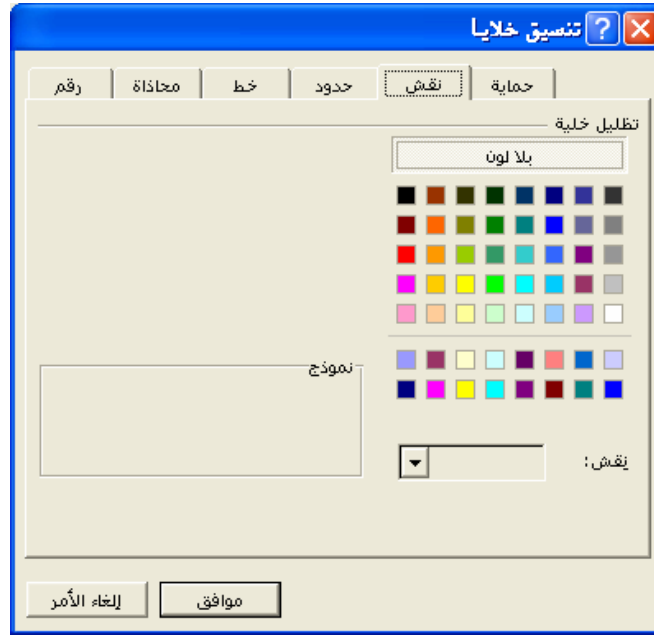 تنسيق خلايا
رقم محاذاة خط حدود نقش حماية
تظليل خلية
بلا لون
نموذج
نقش:
موافق إلغاء الأمر